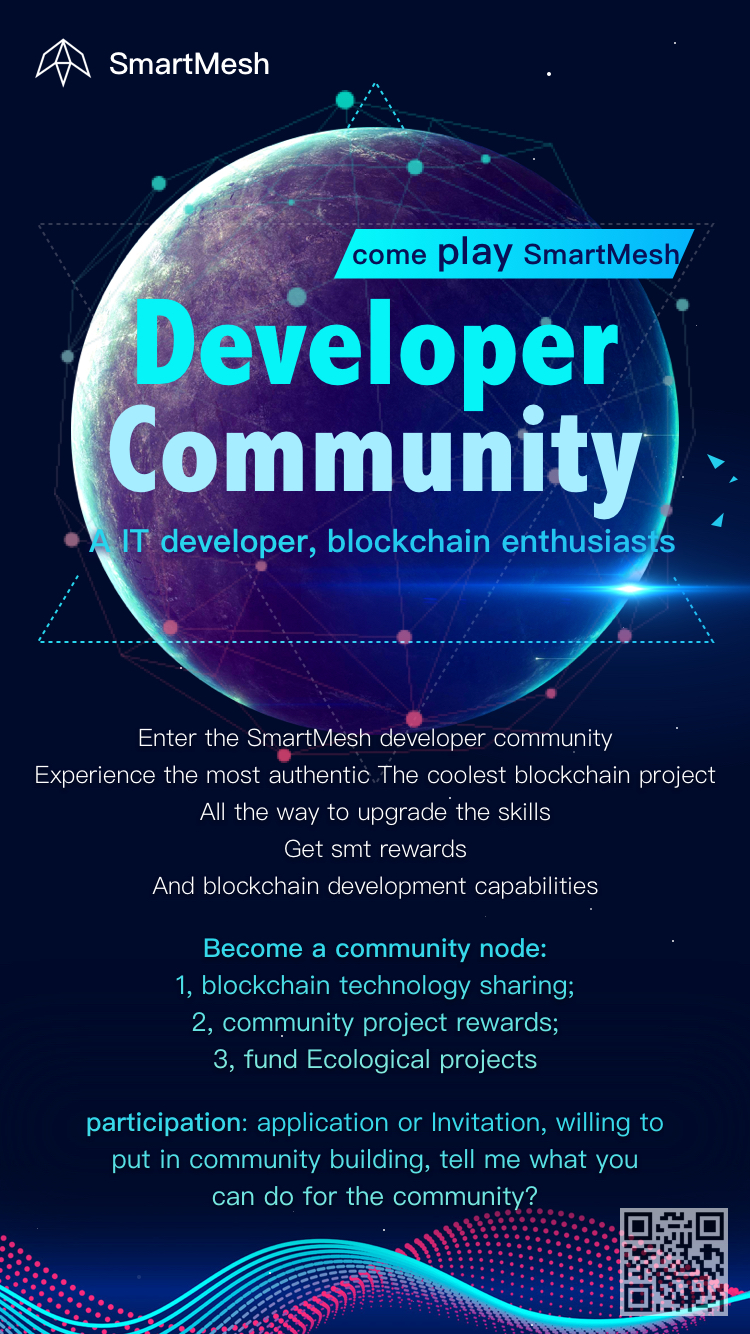 SmartMesh
come play SmartMesh
Developer
Community
A IT developer, blockchain enthusiasts
Enter the SmartMesh developer community
Experience the most authentic The coolest blockchain project
All the way to upgrade the skills
Get smt rewards
And blockchain development capabilities
Become a community node:
1, blockchain technology sharing;
2, community project rewards;
3, fund Ecological projects
participation: application or Invitation, willing to
put in community building, tell me what you
can do for the community?